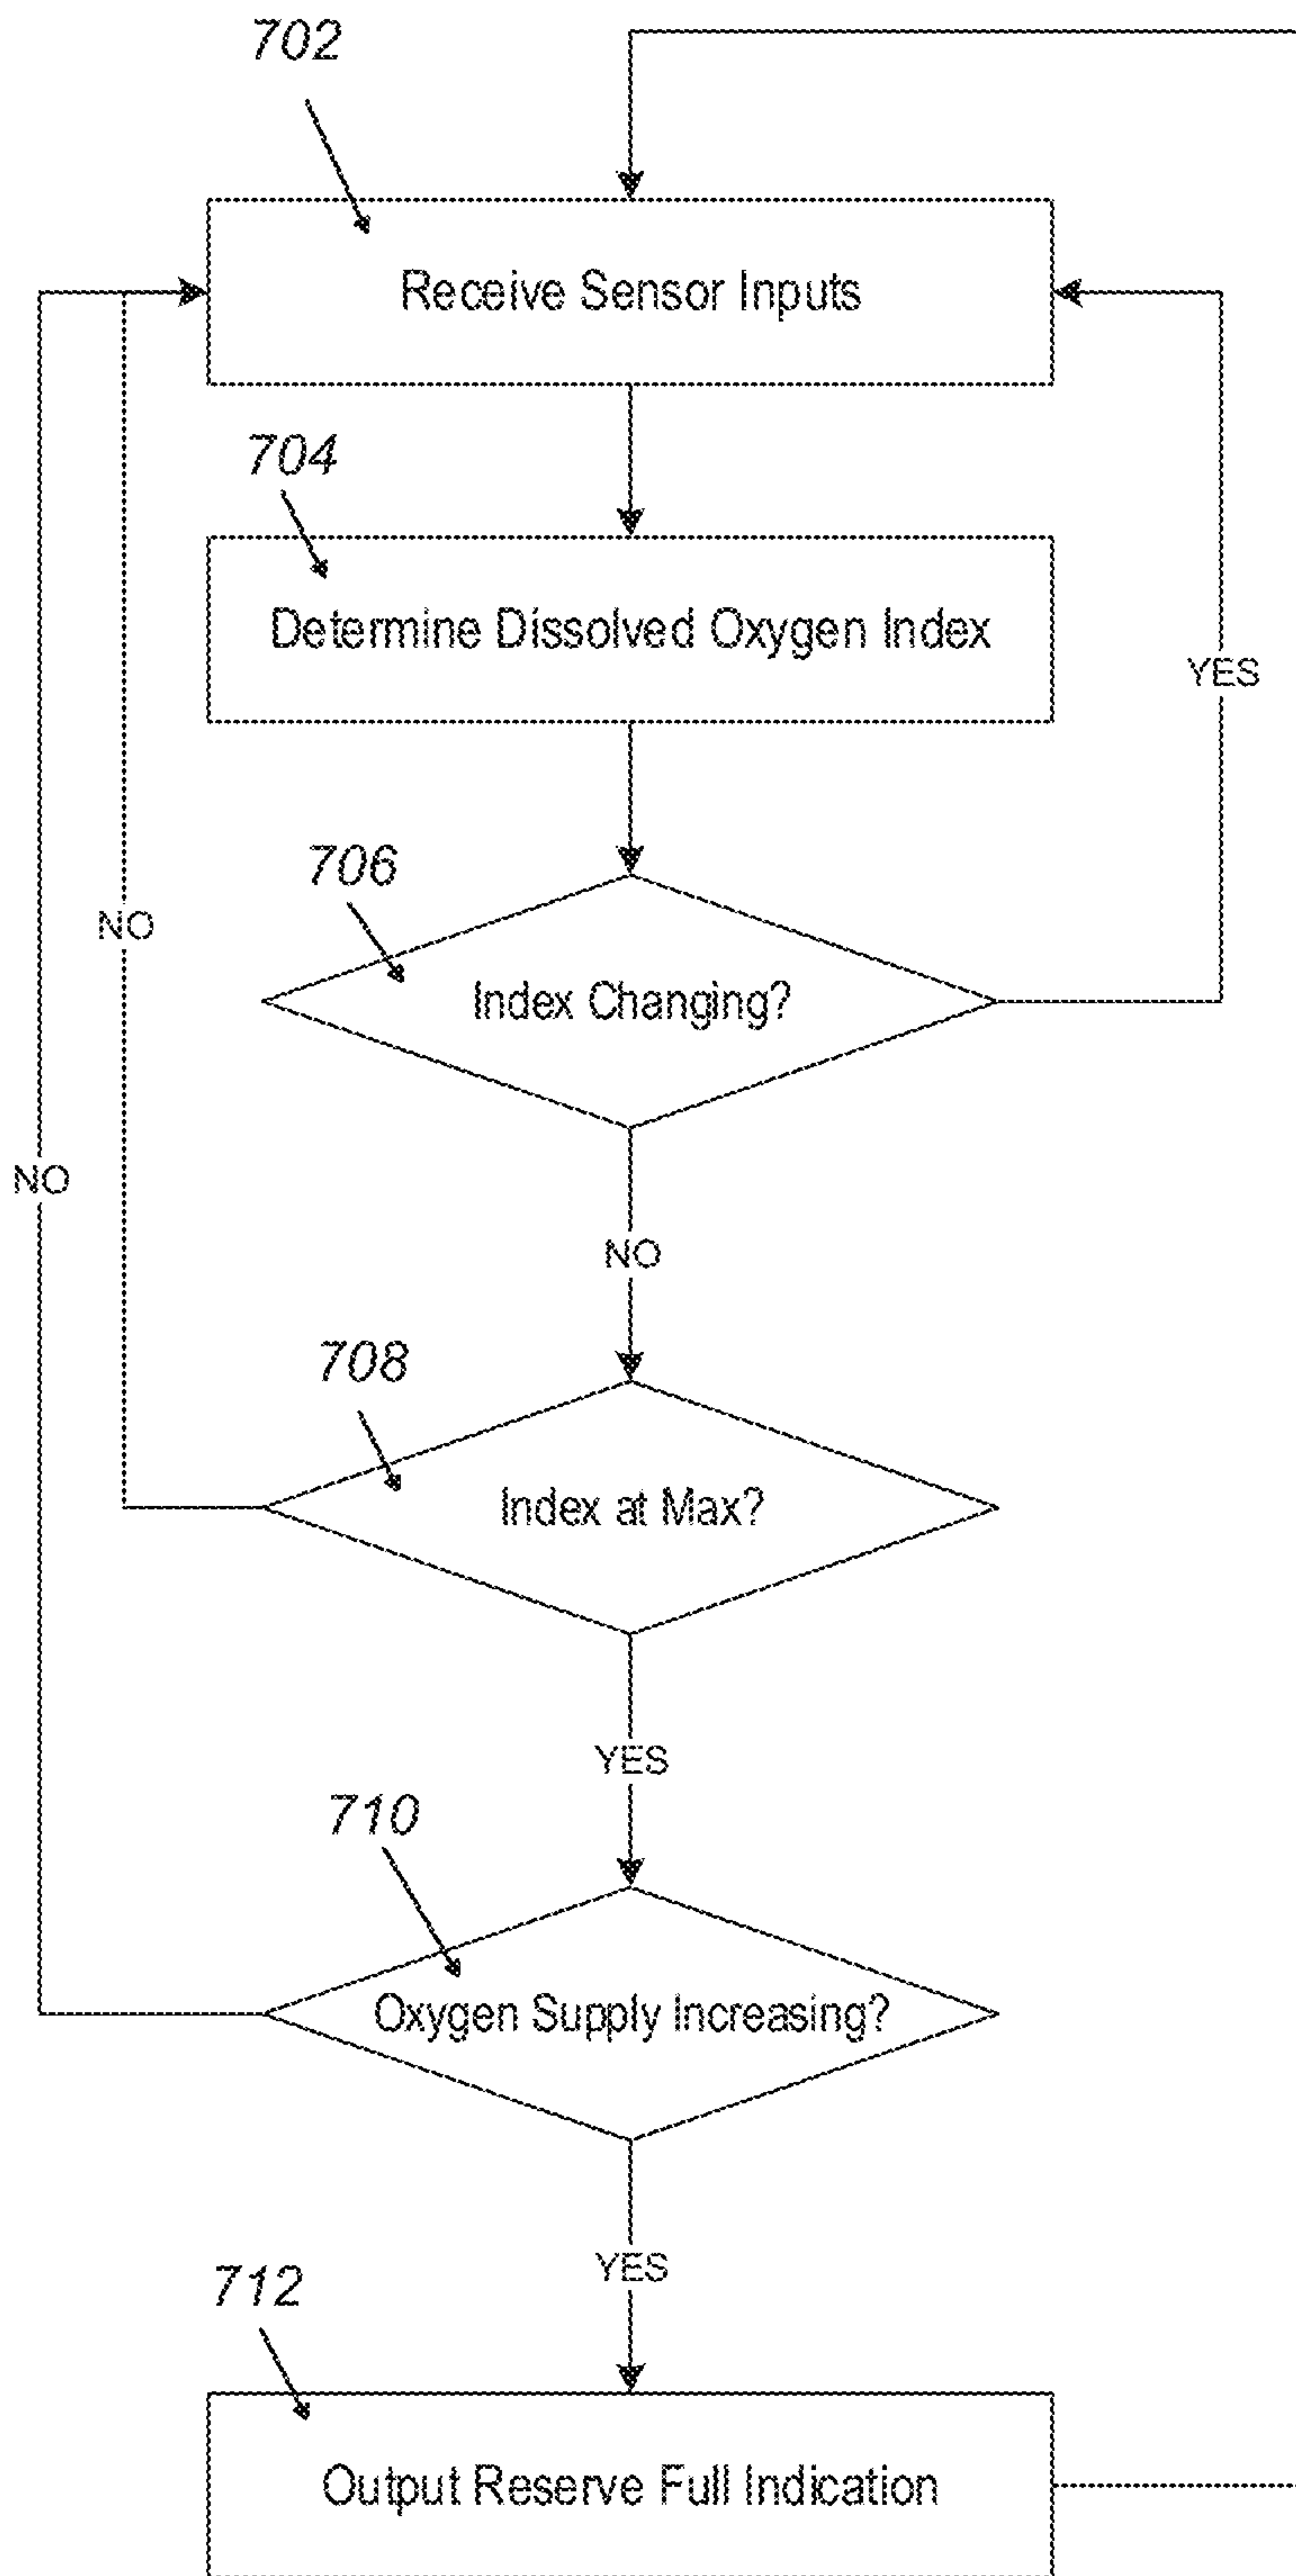 702
Receive Sensor Inputs
704
Determine Dissolved Oxygen Index
YES
706
NO
Index Changing?
NO
NO
708
Index at Max?
YES
710
Oxygen Supply Increasing?
YES
712
Output Reserve Full Indication